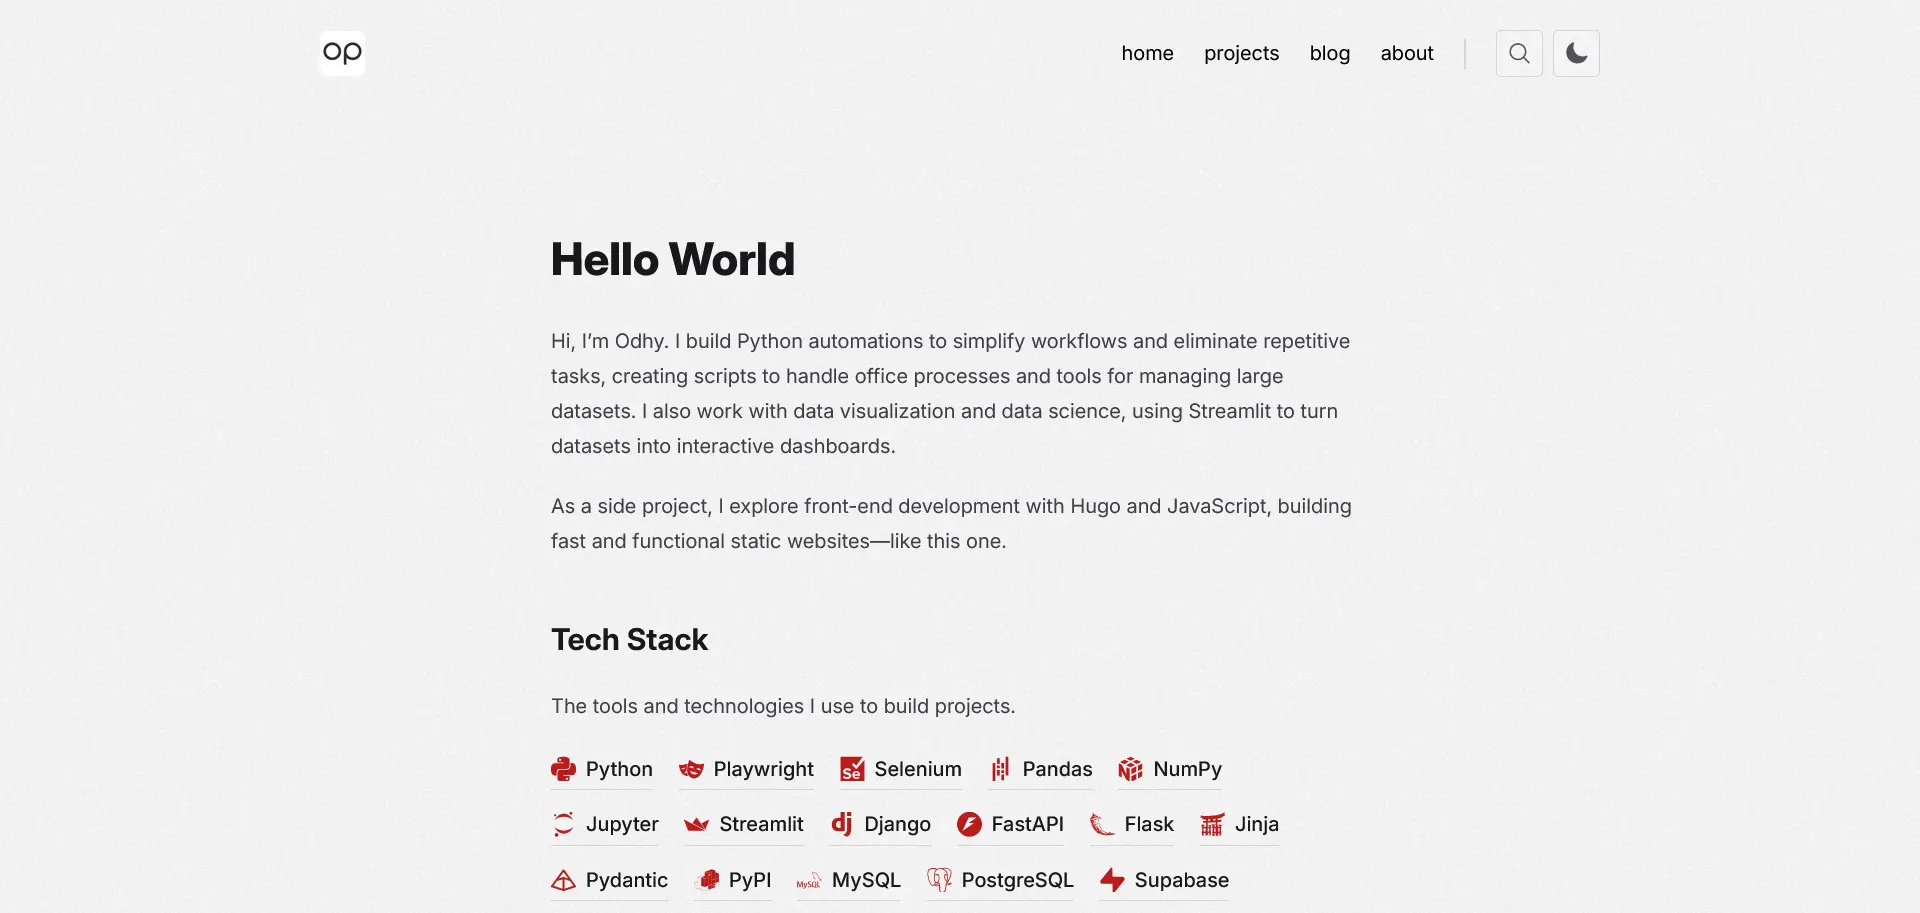 op
home projects blog about
Hello World
Hi, I’m Odhy. I build Python automations to simplify workflows and eliminate repetitive
tasks, creating scripts to handle office processes and tools for managing large
datasets. I also work with data visualization and data science, using Streamlit to turn
datasets into interactive dashboards.
As a side project, I explore front-end development with Hugo and JavaScript, building
fast and functional static websites—like this one.
Tech Stack
The tools and technologies I use to build projects.
Python Playwright Se Selenium Pandas NumPy
Jupyter Streamlit dj Django FastAPI Flask Jinja
Pydantic PyPI MySQL MySQL PostgreSQL Supabase